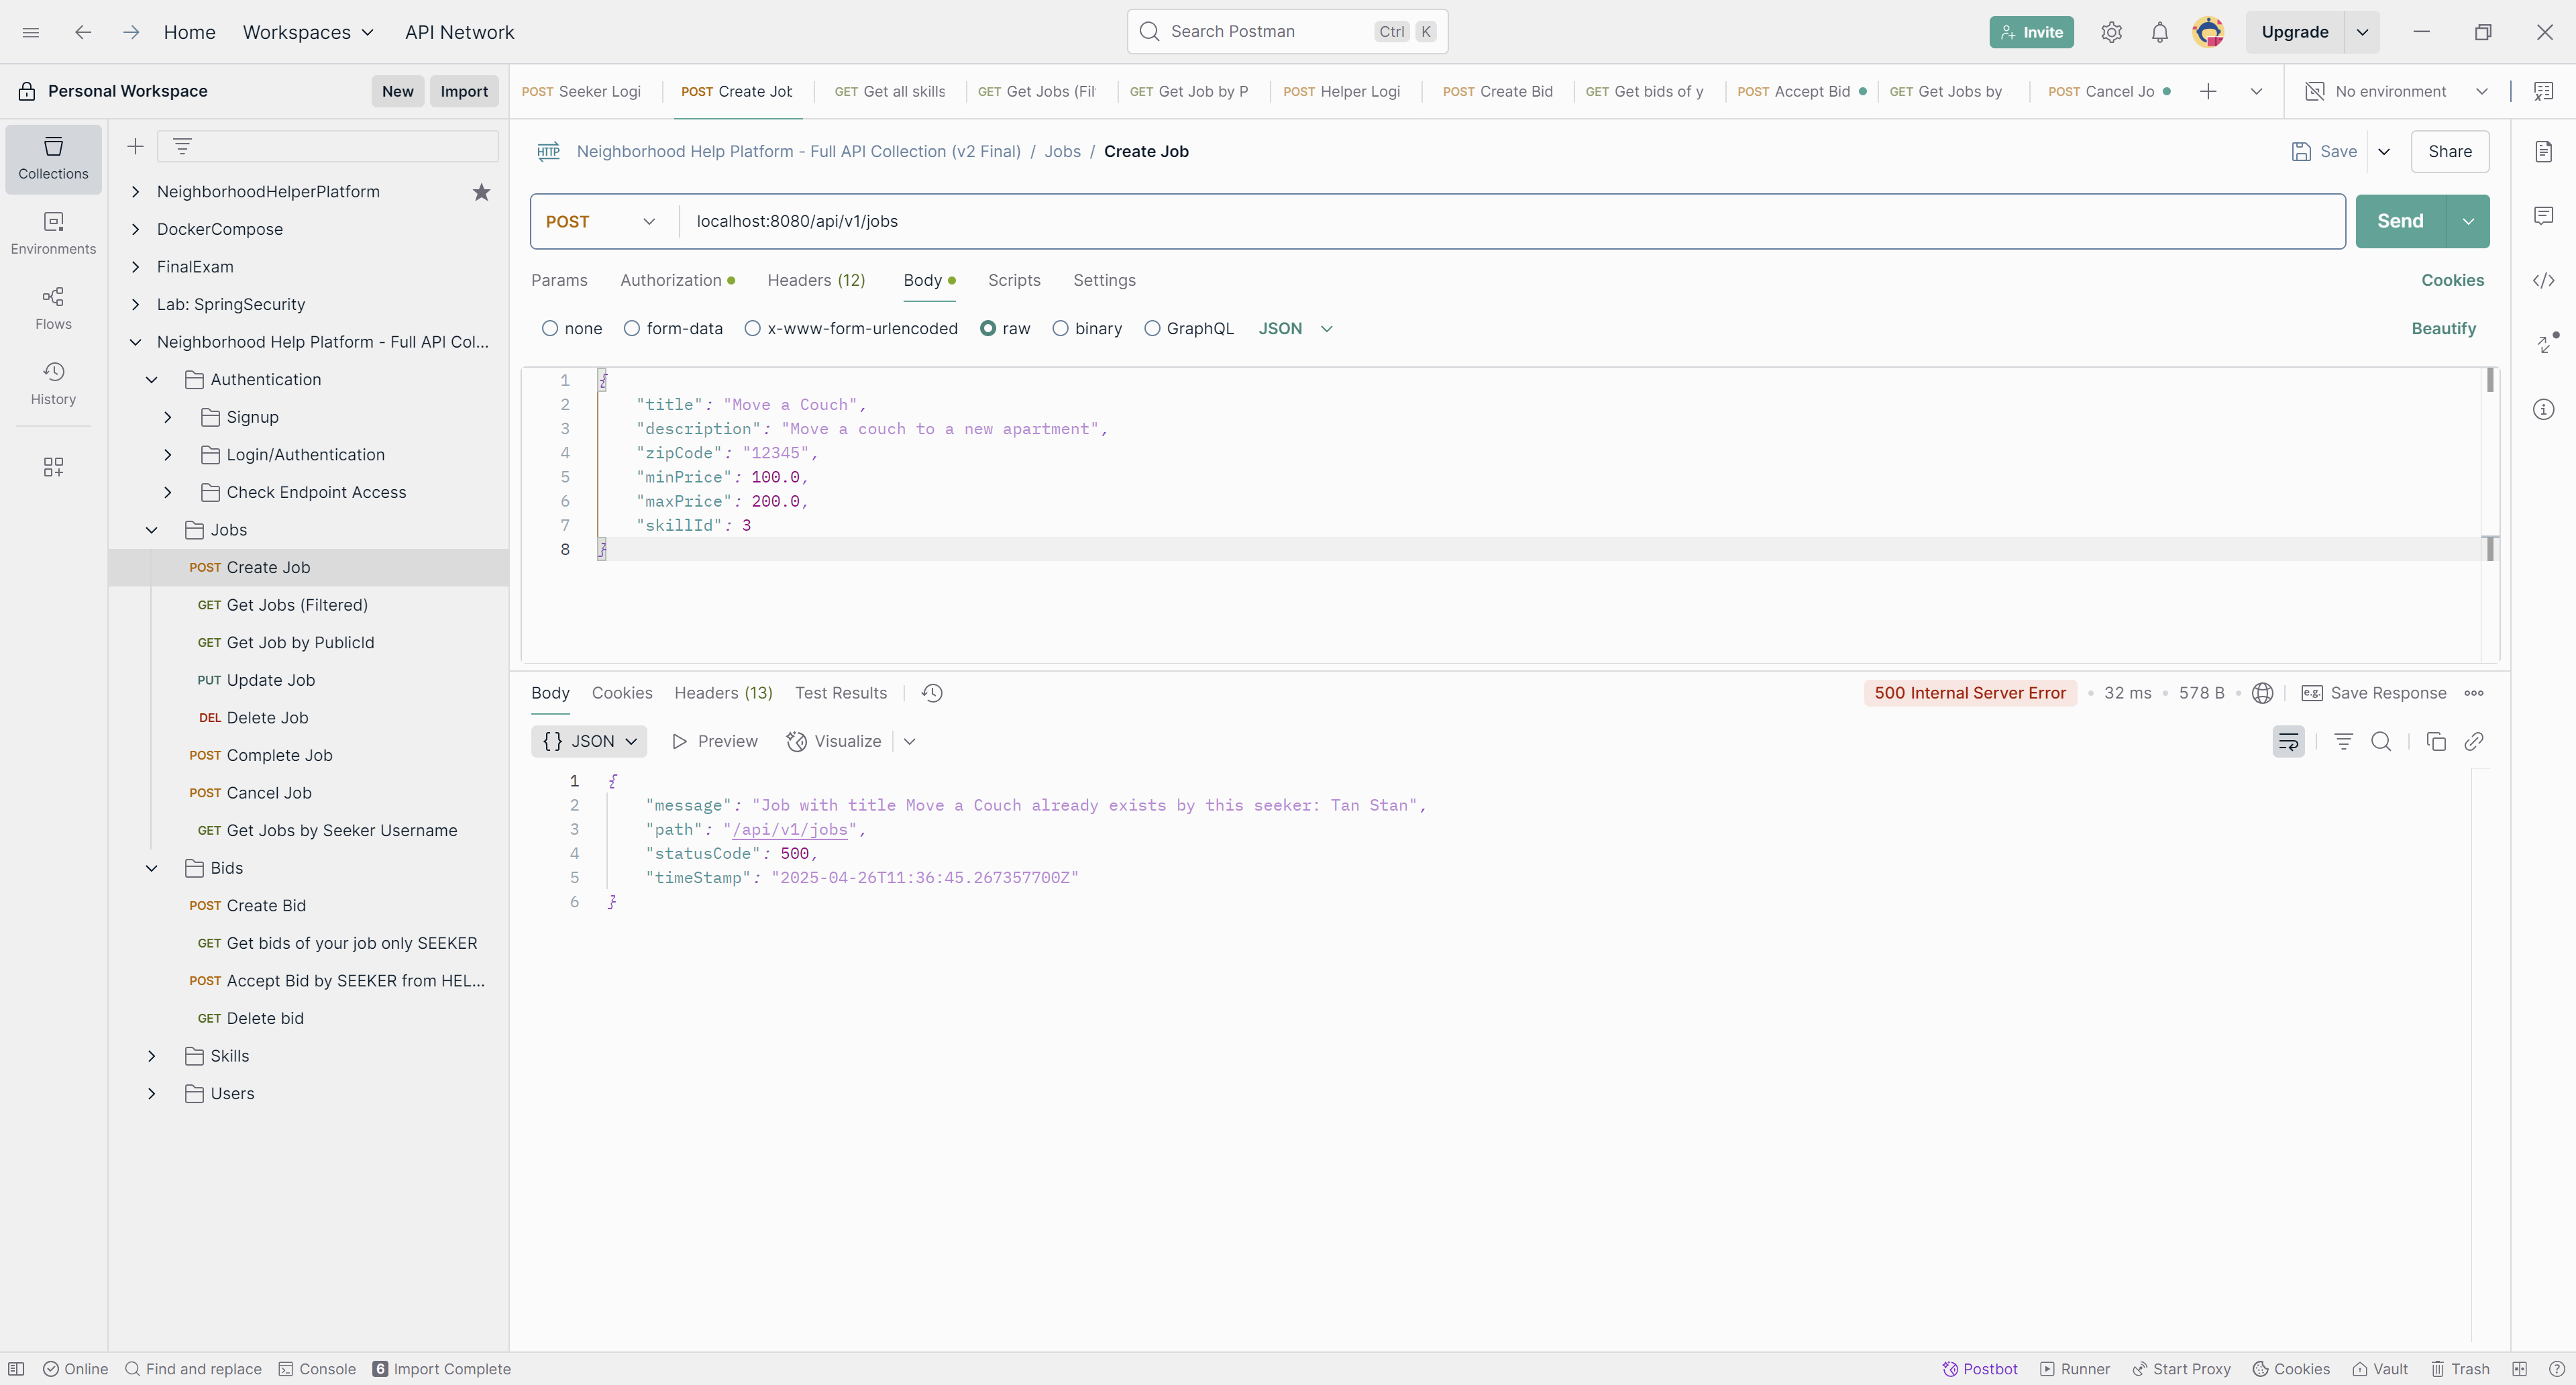 Home Workspaces API Network Search Postman Ctrl K Invite Upgrade
Personal Workspace New Import
POST Seeker Logi POST Create Job GET Get all skills GET Get Jobs (Fil GET Get Job by P POST Helper Logi POST Create Bid GET Get bids of y POST Accept Bid GET Get Jobs by POST Cancel Jo No environment
Collections
Environments
Flows
History
NeighborhoodHelperPlatform
DockerCompose
FinalExam
Lab: SpringSecurity
Neighborhood Help Platform - Full API Col...
Authentication
Signup
Login/Authentication
Check Endpoint Access
Jobs
POST Create Job
GET Get Jobs (Filtered)
GET Get Job by PublicId
PUT Update Job
DEL Delete Job
POST Complete Job
POST Cancel Job
GET Get Jobs by Seeker Username
Bids
POST Create Bid
GET Get bids of your job only SEEKER
POST Accept Bid by SEEKER from HEL...
GET Delete bid
Skills
Users
HTTP Neighborhood Help Platform - Full API Collection (v2 Final) / Jobs / Create Job Save Share
POST localhost:8080/api/v1/jobs Send
Params Authorization Headers (12) Body Scripts Settings Cookies
none form-data x-www-form-urlencoded raw binary GraphQL JSON Beautify
1 {
2 "title": "Move a Couch",
3 "description": "Move a couch to a new apartment",
4 "zipCode": "12345",
5 "minPrice": 100.0,
6 "maxPrice": 200.0,
7 "skillId": 3
8 }
Body Cookies Headers (13) Test Results 500 Internal Server Error • 32 ms • 578 B • e.g. Save Response
{} JSON Preview Visualize
1 {
2 "message": "Job with title Move a Couch already exists by this seeker: Tan Stan",
3 "path": "/api/v1/jobs",
4 "statusCode": 500,
5 "timeStamp": "2025-04-26T11:36:45.267357700Z"
6 }
Online Find and replace Console 6 Import Complete Postbot Runner Start Proxy Cookies Vault Trash